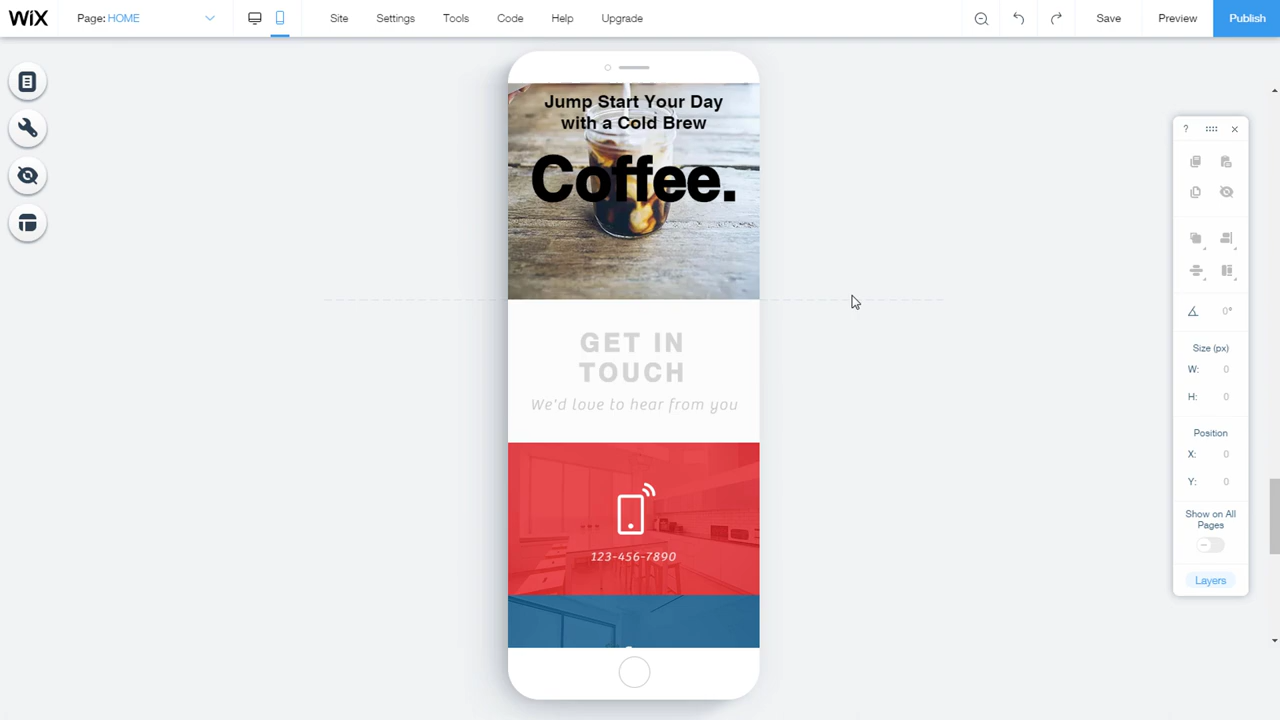 WiX Page: HOME Site Settings Tools Code Help Upgrade Save Preview Publish
Jump Start Your Day
with a Cold Brew
Coffee.
GET IN
TOUCH
We'd love to hear from you
123-456-7890
?
0°
Size (px)
W: 0
H: 0
Position
X: 0
Y: 0
Show on All
Pages
Layers